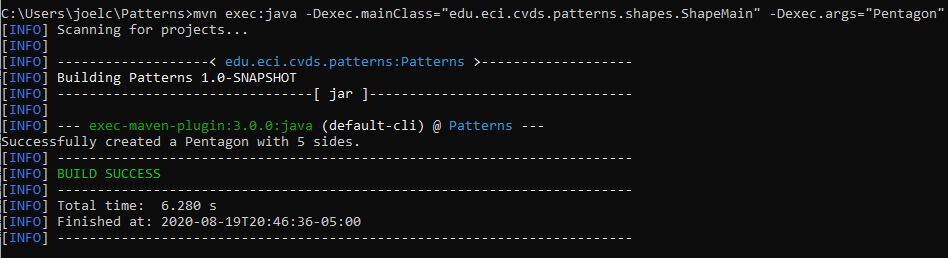 C:\Users\joelc\Patterns>mvn exec:java -Dexec.mainClass="edu.eci.cvds.patterns.shapes.ShapeMain" -Dexec.args="Pentagon"
[INFO] Scanning for projects...
[INFO]
[INFO] -------------------< edu.eci.cvds.patterns:Patterns >-------------------
[INFO] Building Patterns 1.0-SNAPSHOT
[INFO] --------------------------------[ jar ]---------------------------------
[INFO]
[INFO] --- exec-maven-plugin:3.0.0:java (default-cli) @ Patterns ---
Successfully created a Pentagon with 5 sides.
[INFO] ------------------------------------------------------------------------
[INFO] BUILD SUCCESS
[INFO] ------------------------------------------------------------------------
[INFO] Total time:  6.280 s
[INFO] Finished at: 2020-08-19T20:46:36-05:00
[INFO] ------------------------------------------------------------------------